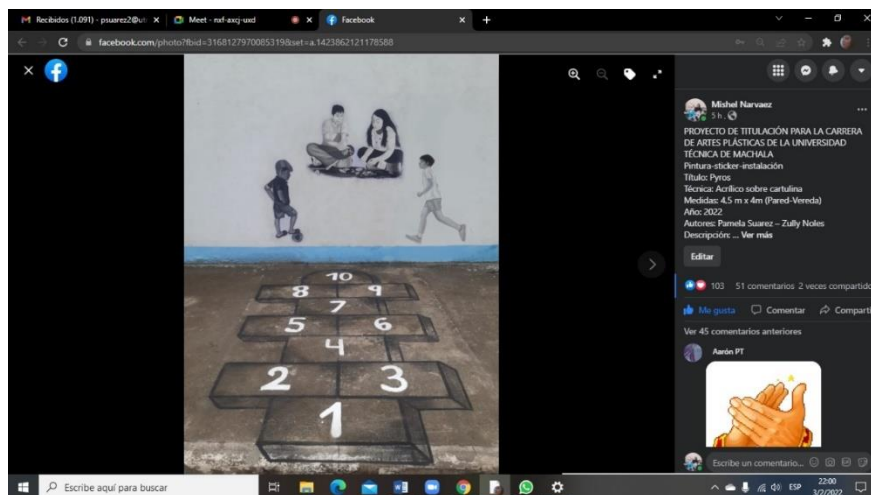 Recibidos (1.091) - psuarez2@ut
Meet - nxf-axcj-uxd
Facebook
facebook.com/photo?fbid=3168127970085319&set=a.1423862121178588
10
8 9
7
5 6
4
2 3
1
Mishel Narvaez
5 h.
PROYECTO DE TITULACIÓN PARA LA CARRERA
DE ARTES PLÁSTICAS DE LA UNIVERSIDAD
TÉCNICA DE MACHALA
Pintura-sticker-instalación
Título: Pyros
Técnica: Acrílico sobre cartulina
Medidas: 4.5 m x 4m (Pared-Vereda)
Año: 2022
Autores: Pamela Suarez – Zully Noles
Descripción: ... Ver más
Editar
103 51 comentarios 2 veces compartido
Me gusta Comentar Comparti
Ver 45 comentarios anteriores
Aarón PT
Escribe un comentario...
Escribe aquí para buscar
ESP
22:00
3/2/2022